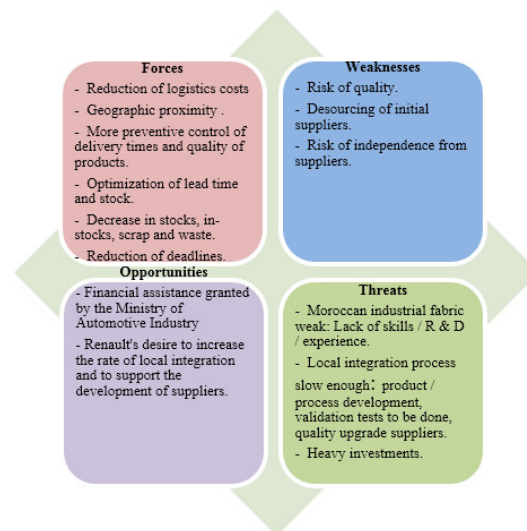 Forces
- Reduction of logistics costs
- Geographic proximity .
- More preventive control of
delivery times and quality of
products.
- Optimization of lead time
and stock.
- Decrease in stocks, in-
stocks, scrap and waste.
- Reduction of deadlines.
Weaknesses
- Risk of quality.
- Desourcing of initial
suppliers.
- Risk of independence from
suppliers.
Opportunities
- Financial assistance granted
by the Ministry of
Automotive Industry
- Renault's desire to increase
the rate of local integration
and to support the
development of suppliers.
Threats
- Moroccan industrial fabric
weak: Lack of skills / R & D
/ experience.
- Local integration process
slow enough: product /
process development,
validation tests to be done,
quality upgrade suppliers.
- Heavy investments.